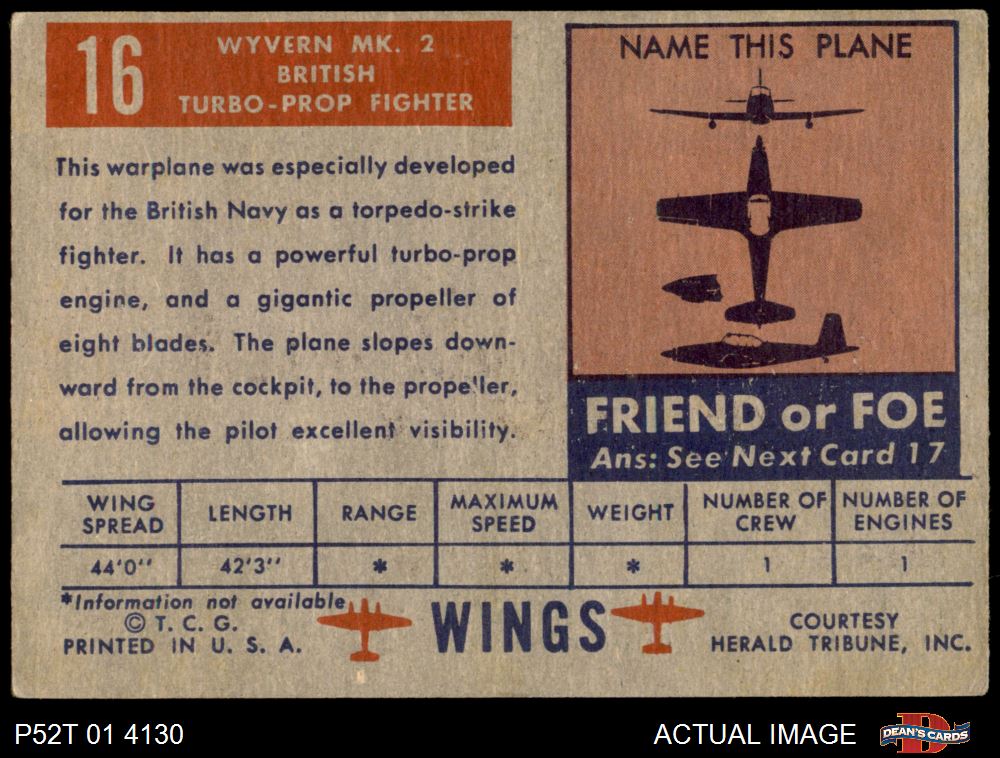 16
WYVERN MK. 2
BRITISH
TURBO-PROP FIGHTER
This warplane was especially developed
for the British Navy as a torpedo-strike
fighter. It has a powerful turbo-prop
engine, and a gigantic propeller of
eight blades. The plane slopes down-
ward from the cockpit, to the propeller,
allowing the pilot excellent visibility.
NAME THIS PLANE
FRIEND or FOE
Ans: See Next Card 17
WING SPREAD LENGTH RANGE MAXIMUM SPEED WEIGHT NUMBER OF CREW NUMBER OF ENGINES
44'0'' 42'3'' * * * 1 1
*Information not available
© T. C. G.
PRINTED IN U. S. A.
WINGS
COURTESY
HERALD TRIBUNE, INC.
P52T 01 4130
ACTUAL IMAGE
DEAN'S CARDS